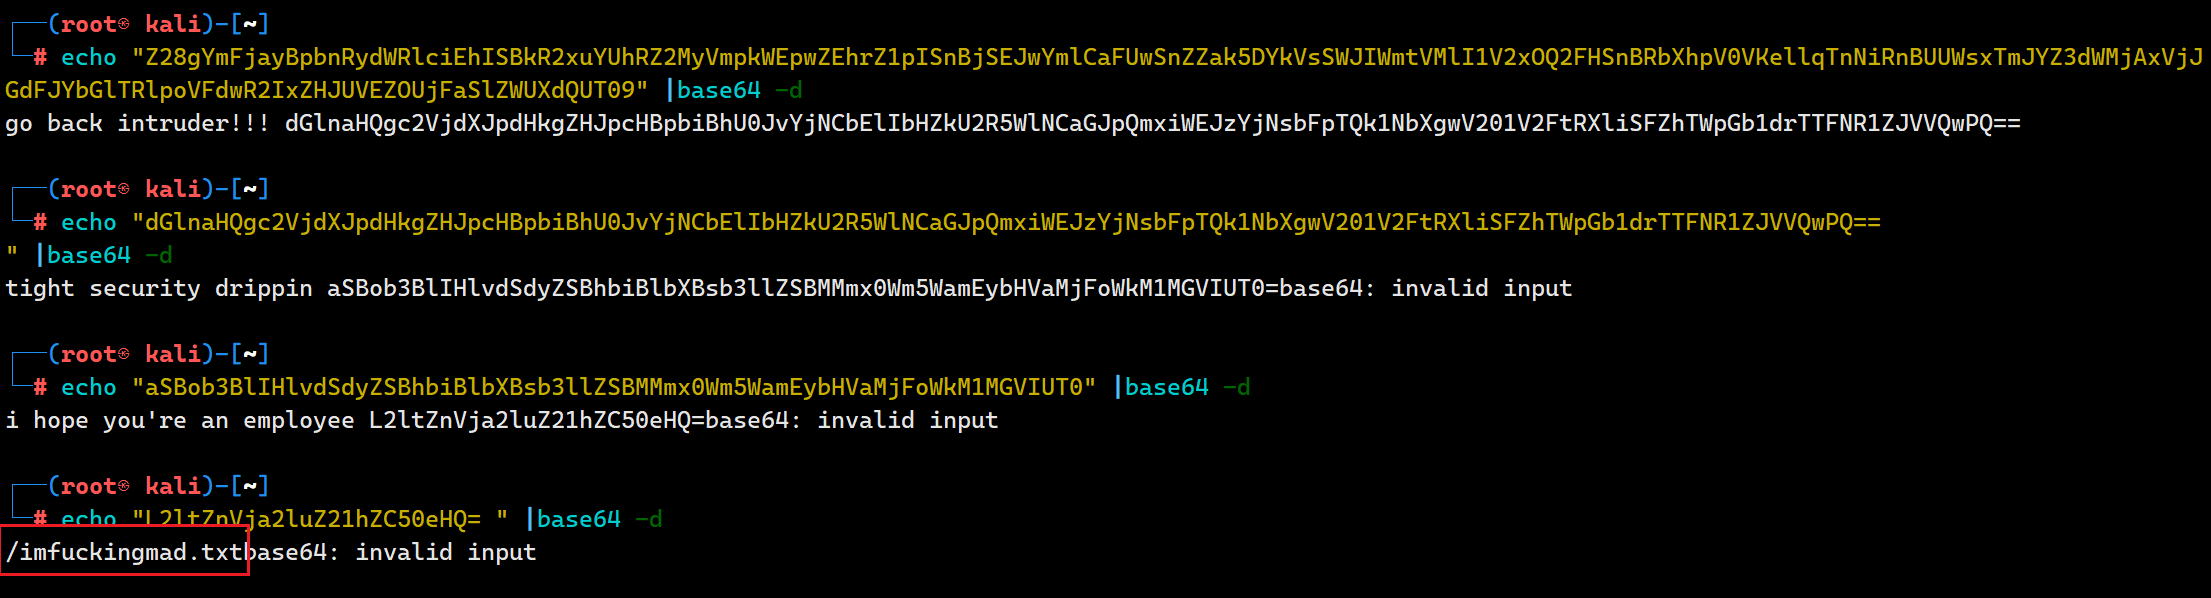 ┌──(root㉿ kali)-[~]
└─# echo "Z28gYmFjayBpbnRydWRlciEhISBkR2xuYUhRZ2MyVmpkWEpwZEhrZ1pISnBjSEJwYmlCaFUwSnZZak5DYkVsSWJIWmtVMlI1V2xOQ2FHSnBRbXhpV0VKellqTnNiRnBUUWsxTmJYZ3dWMjAxVjJ
GdFJYbGlTRlpoVFdwR2IxZHJUVEZOUjFaSlZWUXdQUT09" |base64 -d
go back intruder!!! dGlnaHQgc2VjdXJpdHkgZHJpcHBpbiBhU0JvYjNCbElIbHZkU2R5WlNCaGJpQmxiWEJzYjNsbFpTQk1NbXgwV201V2FtRXliSFZhTWpGb1drTTFNR1ZJVVQwPQ==
┌──(root㉿ kali)-[~]
└─# echo "dGlnaHQgc2VjdXJpdHkgZHJpcHBpbiBhU0JvYjNCbElIbHZkU2R5WlNCaGJpQmxiWEJzYjNsbFpTQk1NbXgwV201V2FtRXliSFZhTWpGb1drTTFNR1ZJVVQwPQ==
" |base64 -d
tight security drippin aSBob3BlIHlvdSdyZSBhbiBlbXBsb3llZSBMMmx0Wm5WamEybHVaMjFoWkM1MGVIUT0=base64: invalid input
┌──(root㉿ kali)-[~]
└─# echo "aSBob3BlIHlvdSdyZSBhbiBlbXBsb3llZSBMMmx0Wm5WamEybHVaMjFoWkM1MGVIUT0" |base64 -d
i hope you're an employee L2ltZnVja2luZ21hZC50eHQ=base64: invalid input
┌──(root㉿ kali)-[~]
└─# echo "L2ltZnVja2luZ21hZC50eHQ= " |base64 -d
/imfuckingmad.txtbase64: invalid input